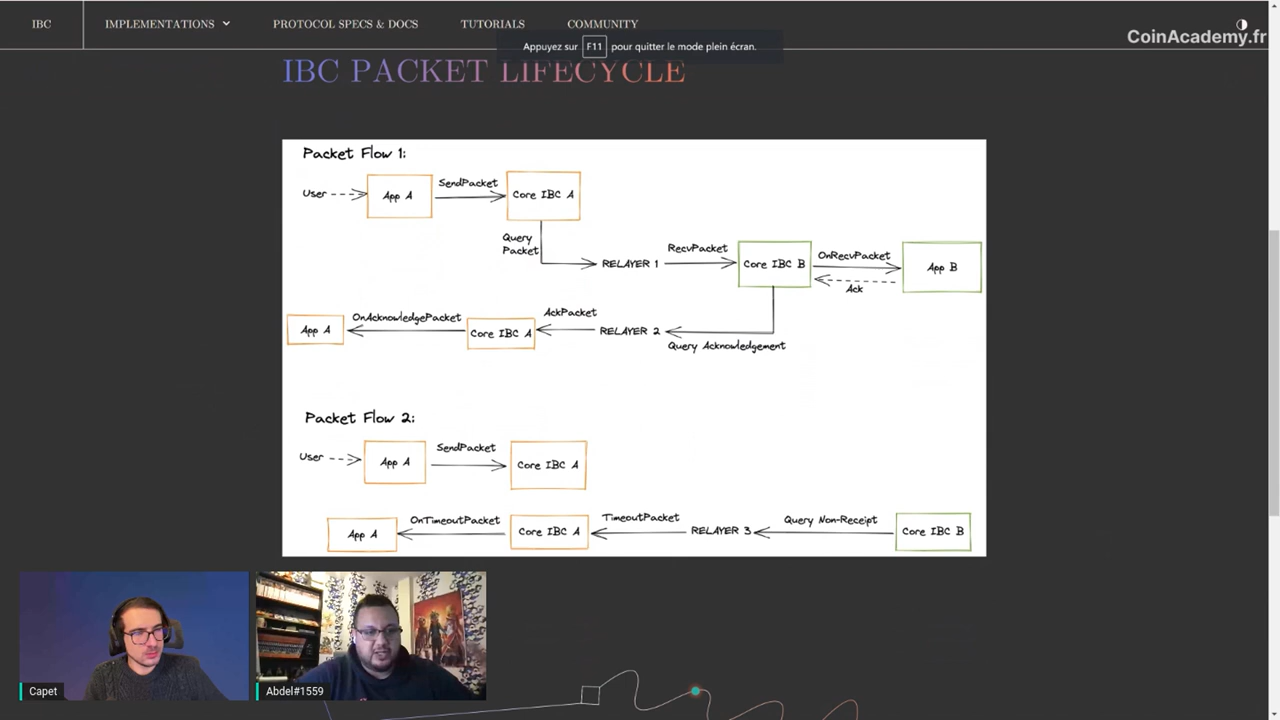 IBC
IMPLEMENTATIONS
PROTOCOL SPECS & DOCS
TUTORIALS
COMMUNITY
CoinAcademy.fr
Appuyez sur F11 pour quitter le mode plein écran.
IBC PACKET LIFECYCLE
Packet Flow 1:
User
App A
SendPacket
Core IBC A
Query
Packet
RELAYER 1
RecvPacket
Core IBC B
OnRecvPacket
App B
Ack
App A
OnAcknowledgePacket
Core IBC A
AckPacket
RELAYER 2
Query Acknowledgement
Packet Flow 2:
User
App A
SendPacket
Core IBC A
App A
OnTimeoutPacket
Core IBC A
TimeoutPacket
RELAYER 3
Query Non-Receipt
Core IBC B
Capet
Abdel#1559